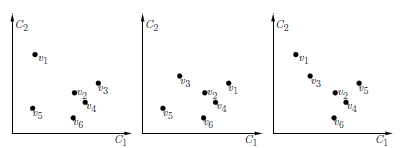 C₂
v₁
v₃
v₂
v₄
v₅
v₆
C₁
C₂
v₃
v₁
v₂
v₄
v₅
v₆
C₁
C₂
v₁
v₃
v₅
v₂
v₄
v₆
C₁